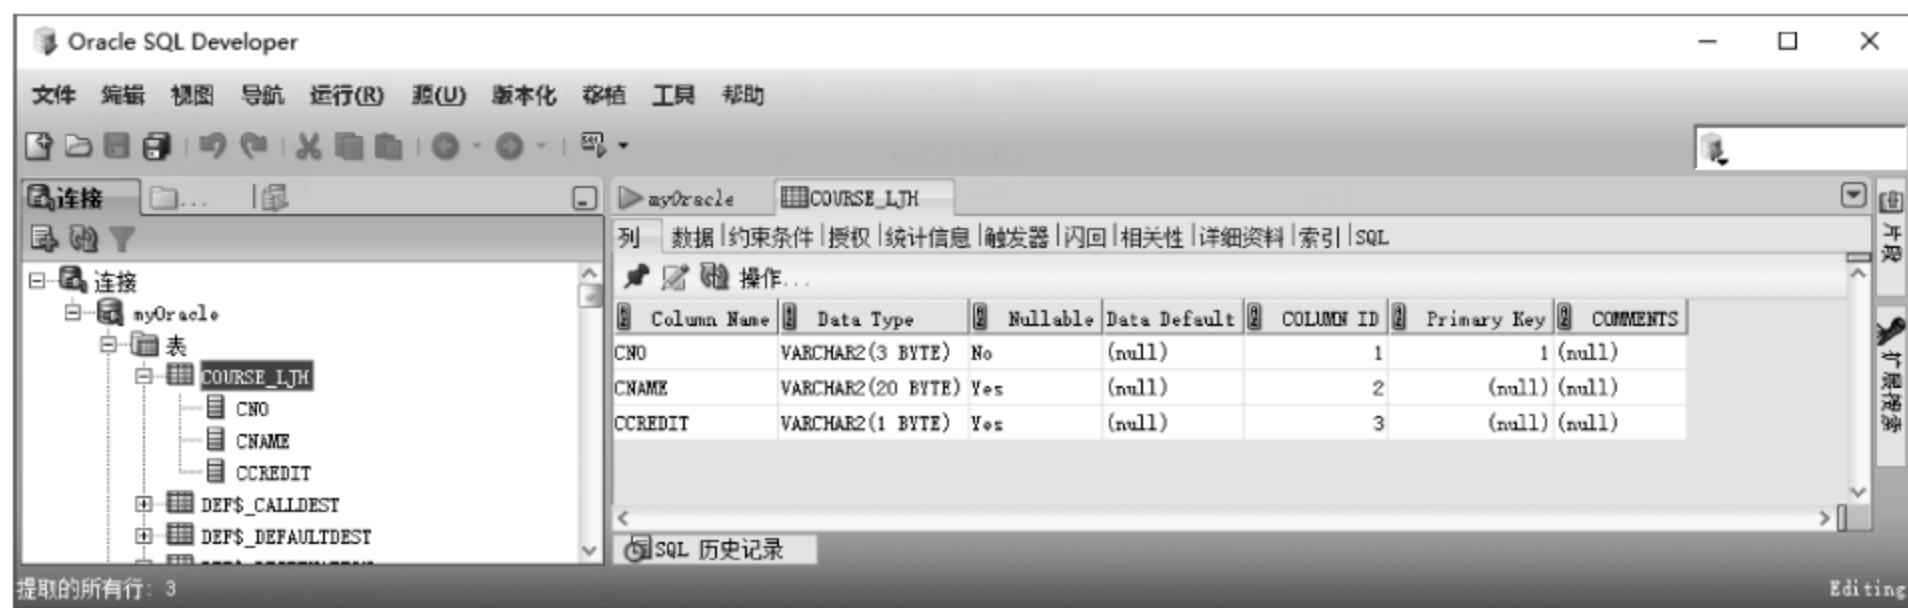 Oracle SQL Developer
文件 编辑 视图 导航 运行(R) 源(U) 版本化 移植 工具 帮助
连接 ...
myOracle COURSE_LJH
列 数据 约束条件 授权 统计信息 触发器 闪回 相关性 详细资料 索引 SQL
操作...
连接
myOracle
表
COURSE_LJH
CNO
CNAME
CCREDIT
DEF$_CALLDEST
DEF$_DEFAULTDEST
Column Name Data Type Nullable Data Default COLUMN ID Primary Key COMMENTS
CNO VARCHAR2(3 BYTE) No (null) 1 1 (null)
CNAME VARCHAR2(20 BYTE) Yes (null) 2 (null) (null)
CCREDIT VARCHAR2(1 BYTE) Yes (null) 3 (null) (null)
片段
扩展搜索
SQL 历史记录
提取的所有行: 3
Editing